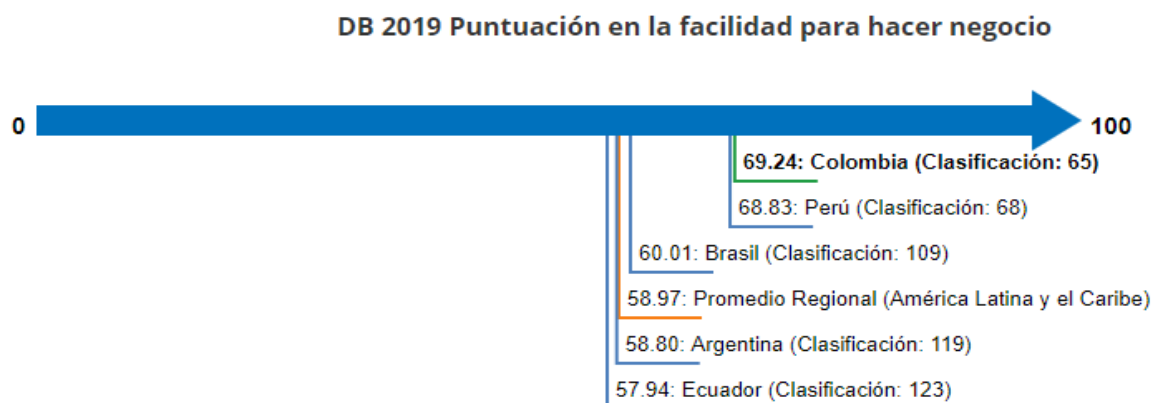 DB 2019 Puntuación en la facilidad para hacer negocio
0
100
69.24: Colombia (Clasificación: 65)
68.83: Perú (Clasificación: 68)
60.01: Brasil (Clasificación: 109)
58.97: Promedio Regional (América Latina y el Caribe)
58.80: Argentina (Clasificación: 119)
57.94: Ecuador (Clasificación: 123)